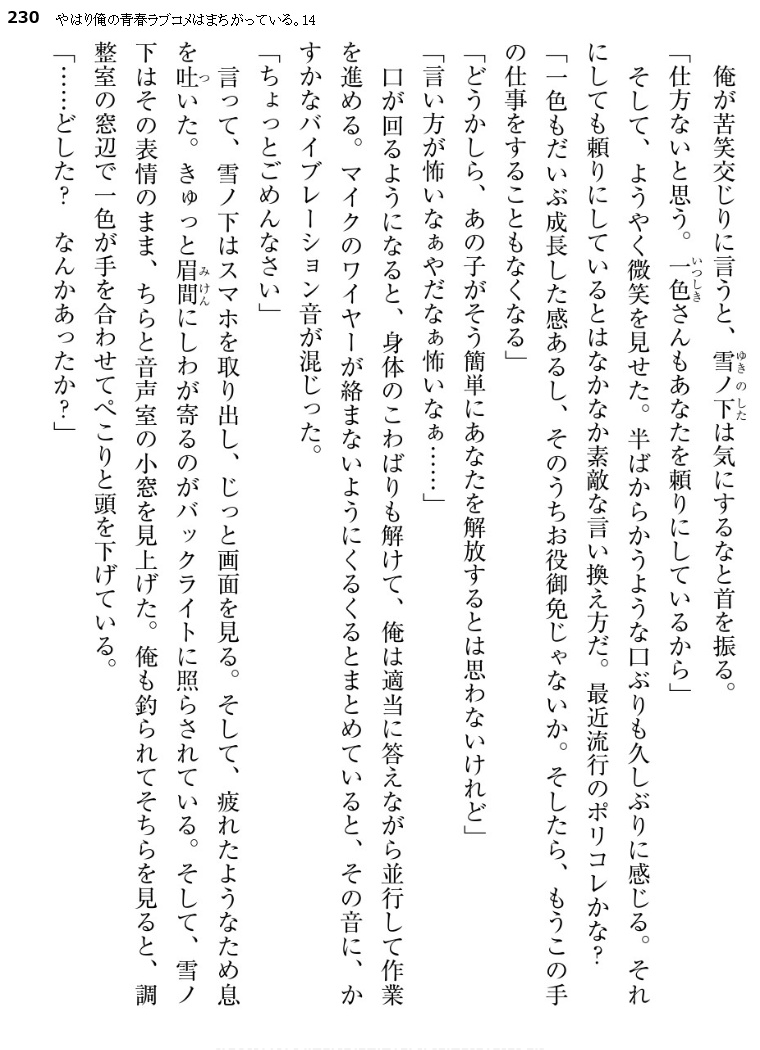 230 やはり俺の青春ラブコメはまちがっている。14
　俺が苦笑交じりに言うと、雪ノ下は気にするなと首を振る。
「仕方ないと思う。一色さんもあなたを頼りにしているから」
　そして、ようやく微笑を見せた。半ばからかうような口ぶりも久しぶりに感じる。それ
にしても頼りにしているとはなかなか素敵な言い換え方だ。最近流行のポリコレかな？
「一色もだいぶ成長した感あるし、そのうちお役御免じゃないか。そしたら、もうこの手
の仕事をすることもなくなる」
「どうかしら、あの子がそう簡単にあなたを解放するとは思わないけれど」
「言い方が怖いなぁやだなぁ怖いなぁ……」
　口が回るようになると、身体のこわばりも解けて、俺は適当に答えながら並行して作業
を進める。マイクのワイヤーが絡まないようにくるくるとまとめていると、その音に、か
すかなバイブレーション音が混じった。
「ちょっとごめんなさい」
　言って、雪ノ下はスマホを取り出し、じっと画面を見る。そして、疲れたようなため息
を吐いた。きゅっと眉間にしわが寄るのがバックライトに照らされている。そして、雪ノ
下はその表情のまま、ちらと音声室の小窓を見上げた。俺も釣られてそちらを見ると、調
整室の窓辺で一色が手を合わせてぺこりと頭を下げている。
「……どした？　なんかあったか？」